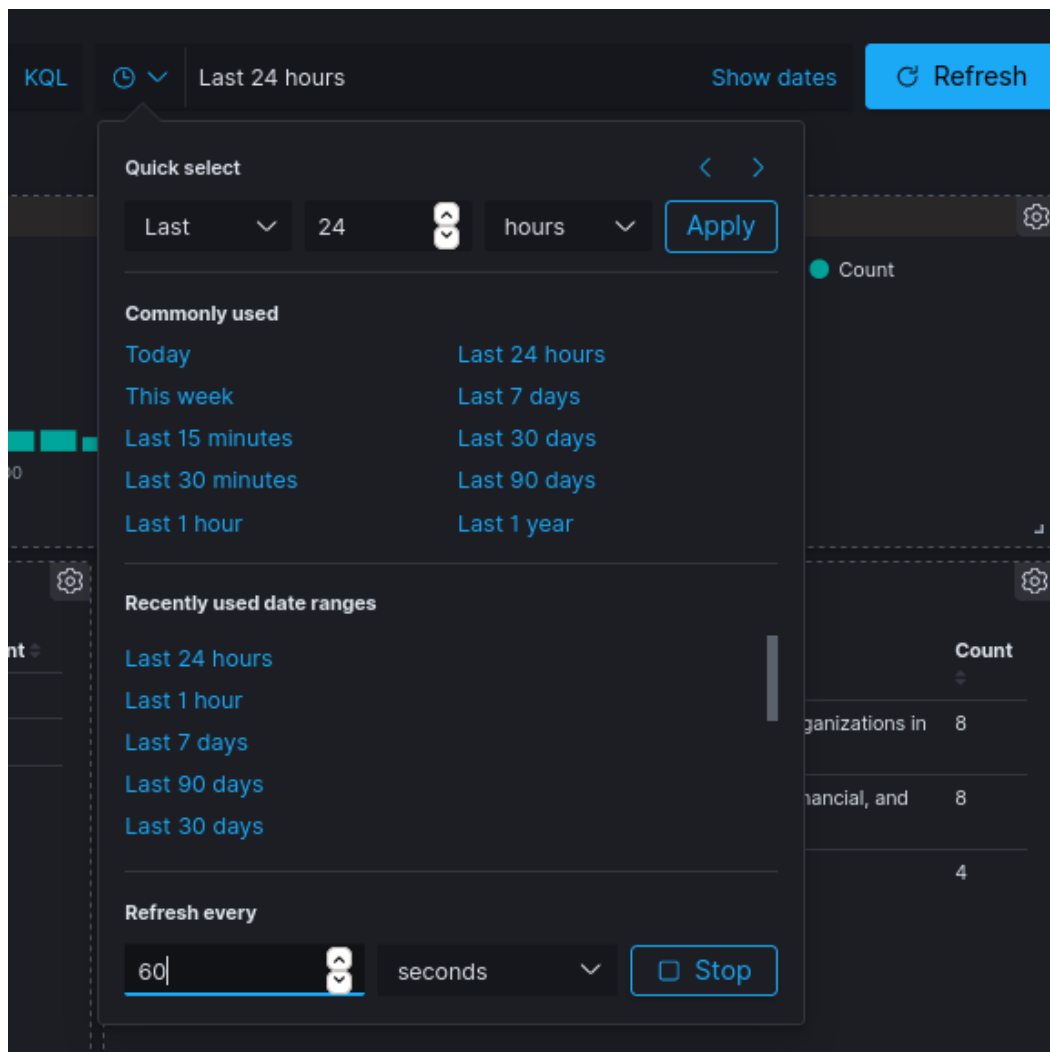 KQL Last 24 hours Show dates Refresh
Quick select
Last 24 hours Apply
Count
Commonly used
Today Last 24 hours
This week Last 7 days
Last 15 minutes Last 30 days
Last 30 minutes Last 90 days
Last 1 hour Last 1 year
Recently used date ranges
Last 24 hours
Last 1 hour
Last 7 days
Last 90 days
Last 30 days
nt Count
ganizations in 8
nancial, and 8
4
Refresh every
60 seconds Stop